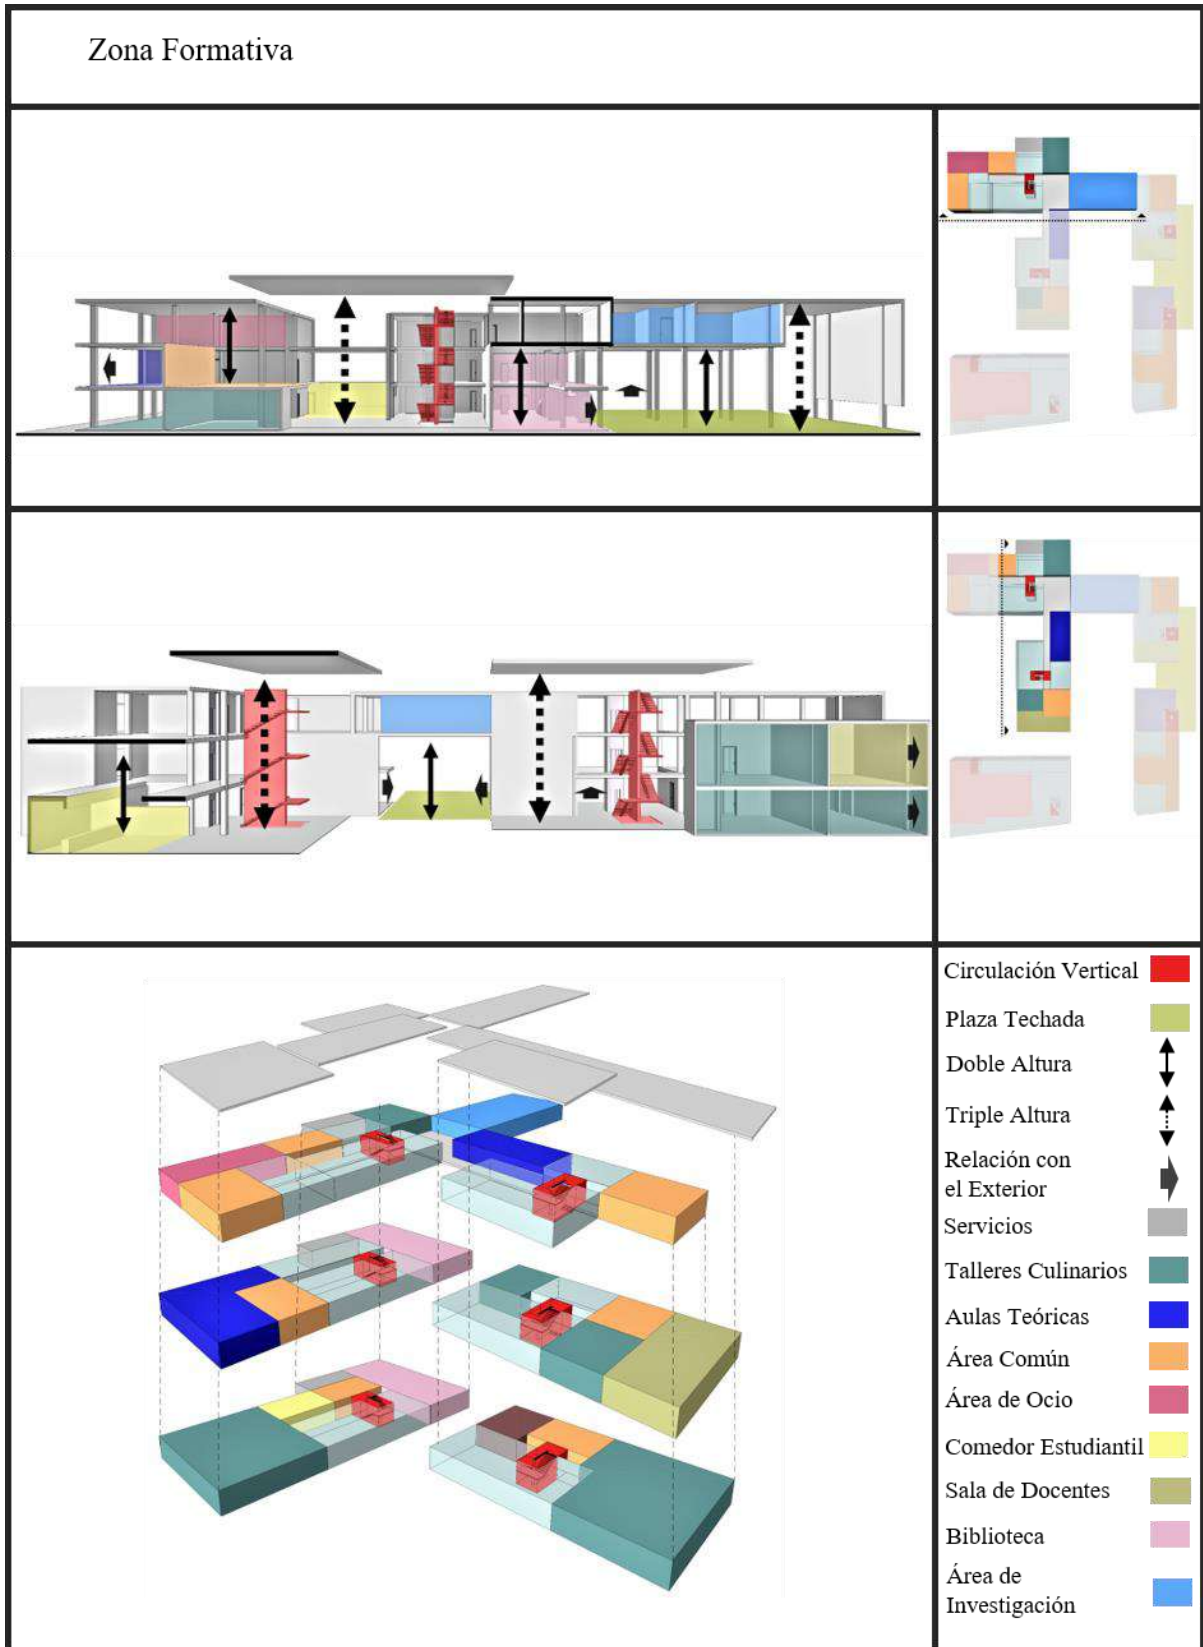 Zona Formativa
Circulación Vertical
Plaza Techada
Doble Altura
Triple Altura
Relación con
el Exterior
Servicios
Talleres Culinarios
Aulas Teóricas
Área Común
Área de Ocio
Comedor Estudiantil
Sala de Docentes
Biblioteca
Área de
Investigación